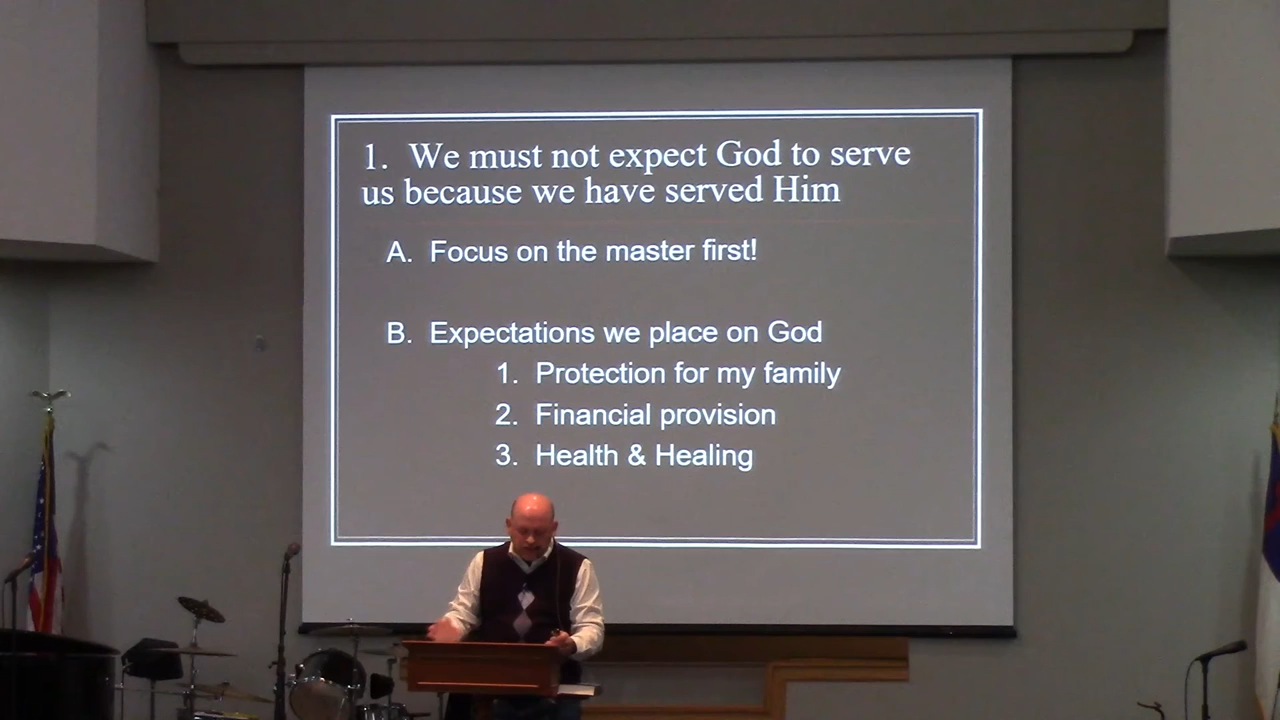 1. We must not expect God to serve
us because we have served Him
A. Focus on the master first!
B. Expectations we place on God
1. Protection for my family
2. Financial provision
3. Health & Healing